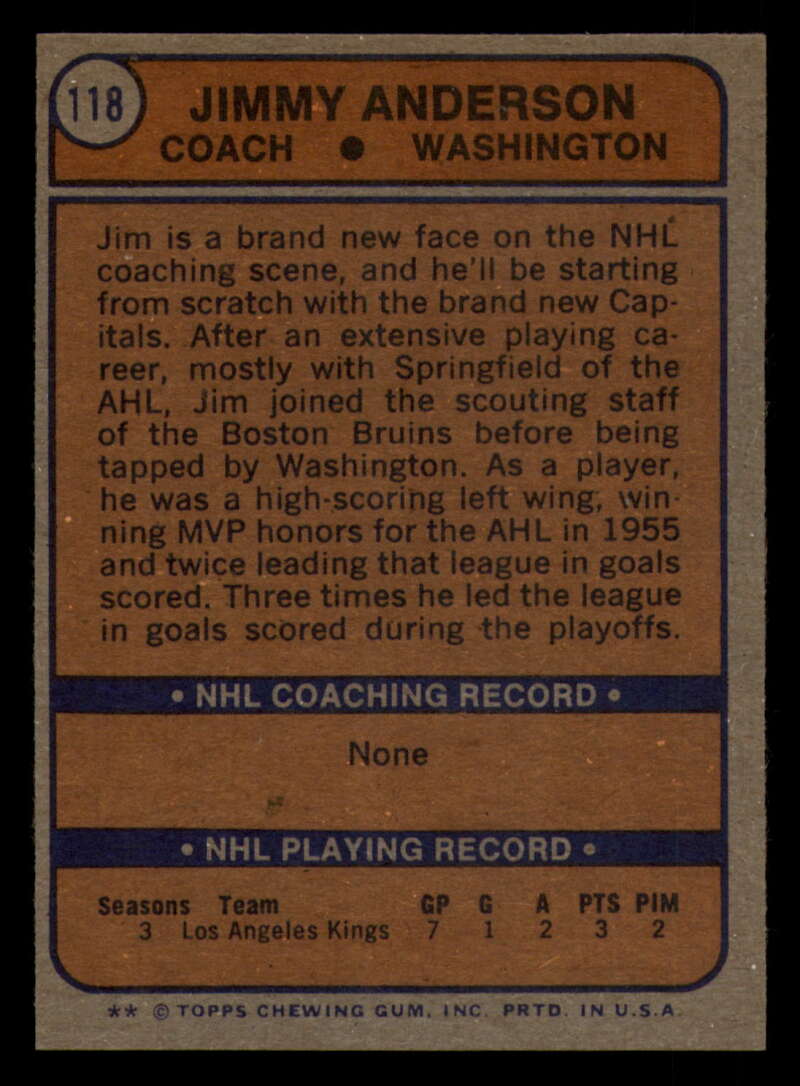 118
JIMMY ANDERSON
COACH ● WASHINGTON
Jim is a brand new face on the NHL
coaching scene, and he'll be starting
from scratch with the brand new Cap-
itals. After an extensive playing ca-
reer, mostly with Springfield of the
AHL, Jim joined the scouting staff
of the Boston Bruins before being
tapped by Washington. As a player,
he was a high-scoring left wing, win-
ning MVP honors for the AHL in 1955
and twice leading that league in goals
scored. Three times he led the league
in goals scored during the playoffs.
• NHL COACHING RECORD •
None
• NHL PLAYING RECORD •
Seasons Team GP G A PTS PIM
3 Los Angeles Kings 7 1 2 3 2
** © TOPPS CHEWING GUM, INC. PRTD. IN U.S.A.